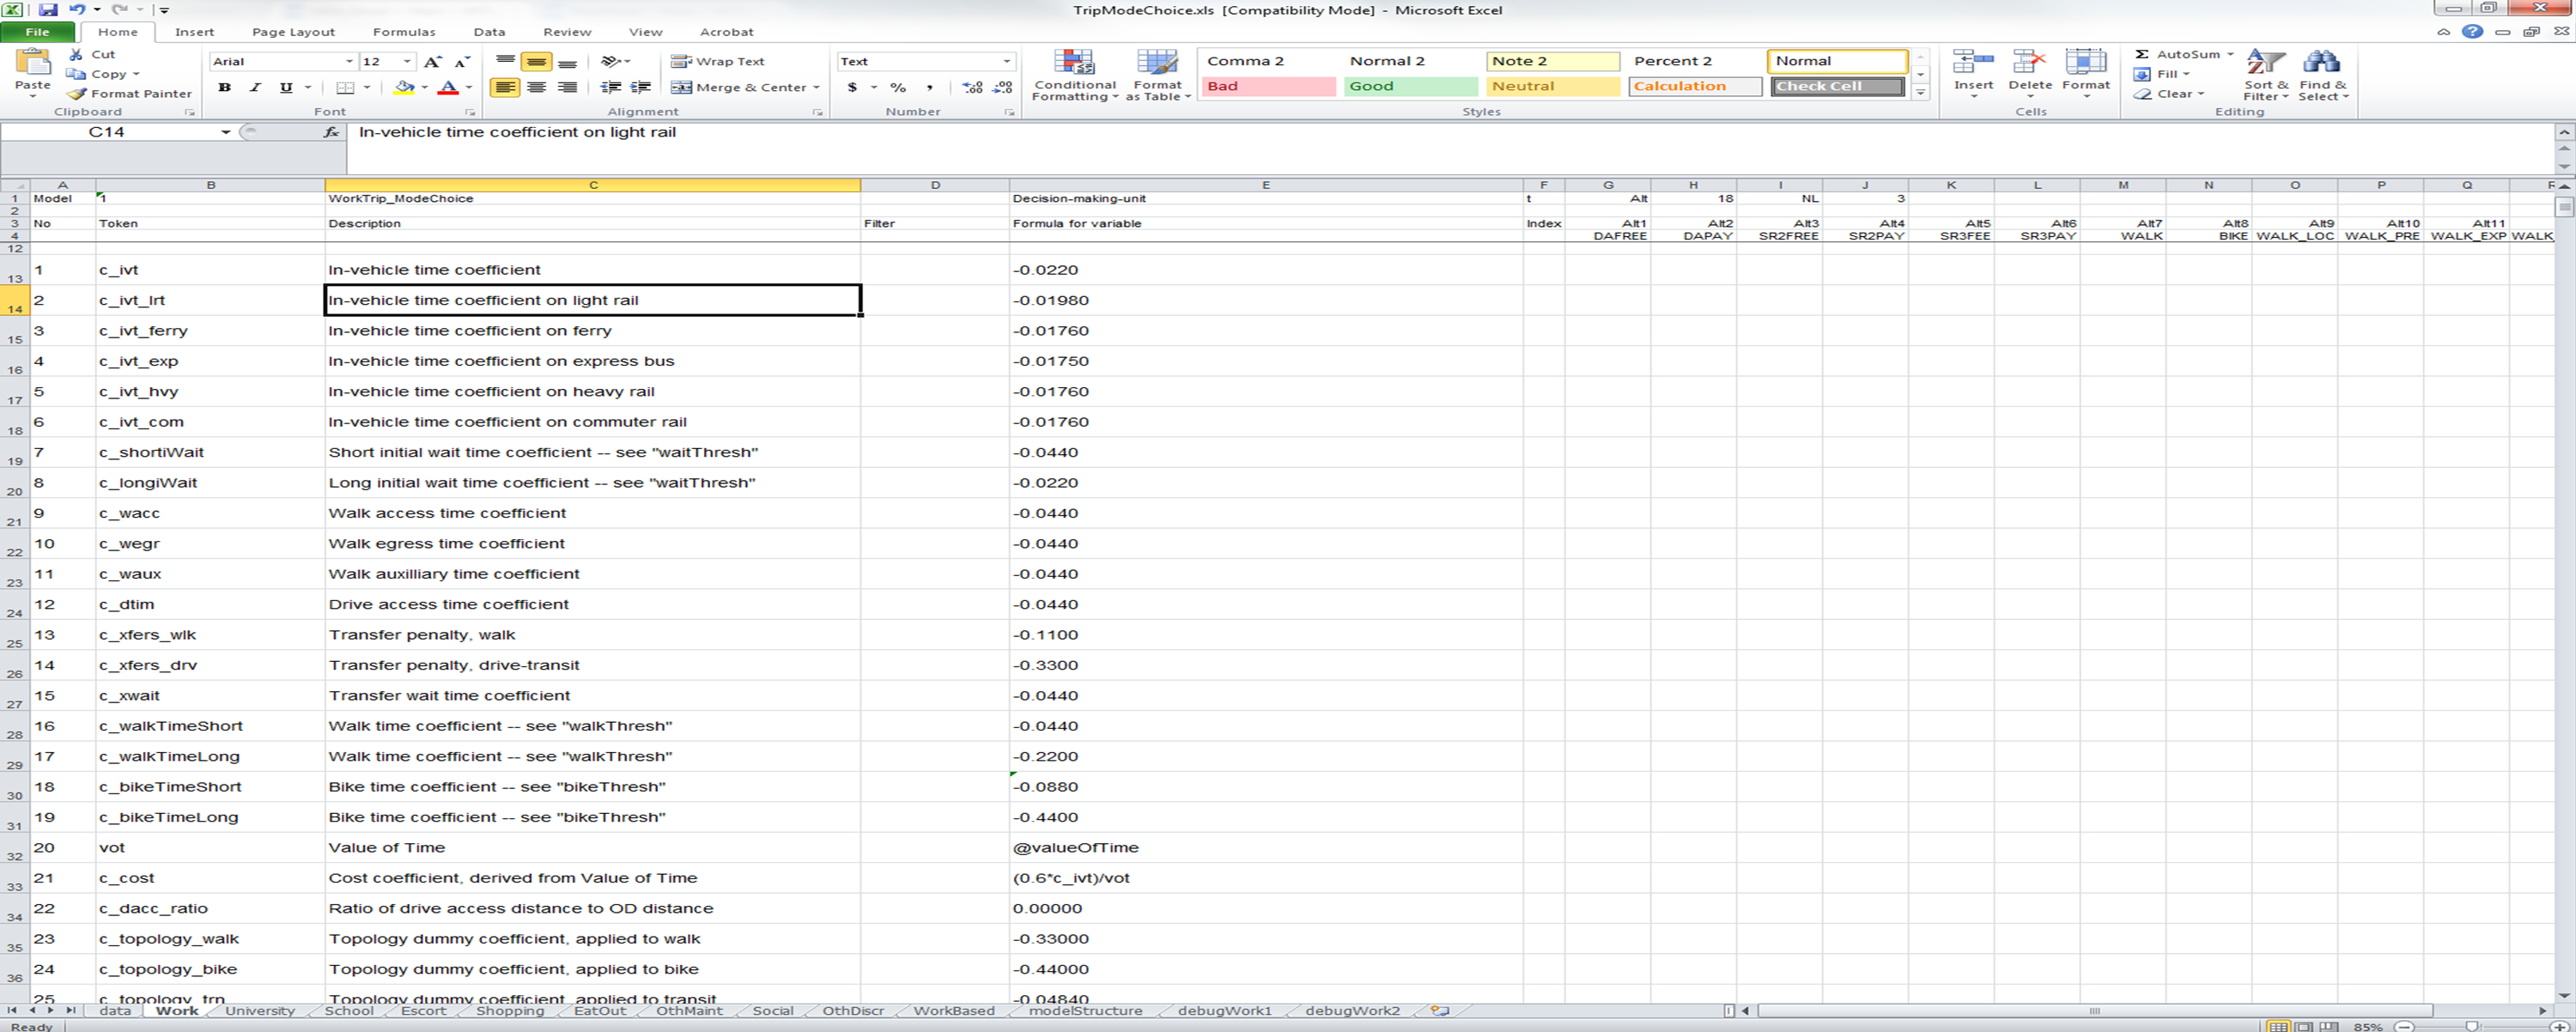 TripModeChoice.xls [Compatibility Mode] - Microsoft Excel
File Home Insert Page Layout Formulas Data Review View Acrobat
Paste Cut Copy Format Painter Clipboard
Arial 12 B I U Font
Wrap Text Merge & Center Alignment
Text $ % , Number
Conditional Formatting Format as Table
Comma 2 Normal 2 Note 2 Percent 2 Normal
Bad Good Neutral Calculation Check Cell
Styles
Insert Delete Format Cells
Σ AutoSum Fill Clear Sort & Filter Find & Select Editing
C14 fx In-vehicle time coefficient on light rail
A B C D E F G H I J K L M N O P Q
1 Model 1 WorkTrip_ModeChoice Decision-making-unit t Alt 18 NL 3
2
3 No Token Description Filter Formula for variable Index Alt1 Alt2 Alt3 Alt4 Alt5 Alt6 Alt7 Alt8 Alt9 Alt10 Alt11
4 DAFREE DAPAY SR2FREE SR2PAY SR3FEE SR3PAY WALK BIKE WALK_LOC WALK_PRE WALK_EXP WALK_
12
13 1 c_ivt In-vehicle time coefficient -0.0220
14 2 c_ivt_lrt In-vehicle time coefficient on light rail -0.01980
15 3 c_ivt_ferry In-vehicle time coefficient on ferry -0.01760
16 4 c_ivt_exp In-vehicle time coefficient on express bus -0.01750
17 5 c_ivt_hvy In-vehicle time coefficient on heavy rail -0.01760
18 6 c_ivt_com In-vehicle time coefficient on commuter rail -0.01760
19 7 c_shortiWait Short initial wait time coefficient -- see "waitThresh" -0.0440
20 8 c_longiWait Long initial wait time coefficient -- see "waitThresh" -0.0220
21 9 c_wacc Walk access time coefficient -0.0440
22 10 c_wegr Walk egress time coefficient -0.0440
23 11 c_waux Walk auxilliary time coefficient -0.0440
24 12 c_dtim Drive access time coefficient -0.0440
25 13 c_xfers_wlk Transfer penalty, walk -0.1100
26 14 c_xfers_drv Transfer penalty, drive-transit -0.3300
27 15 c_xwait Transfer wait time coefficient -0.0440
28 16 c_walkTimeShort Walk time coefficient -- see "walkThresh" -0.0440
29 17 c_walkTimeLong Walk time coefficient -- see "walkThresh" -0.2200
30 18 c_bikeTimeShort Bike time coefficient -- see "bikeThresh" -0.0880
31 19 c_bikeTimeLong Bike time coefficient -- see "bikeThresh" -0.4400
32 20 vot Value of Time @valueOfTime
33 21 c_cost Cost coefficient, derived from Value of Time (0.6*c_ivt)/vot
34 22 c_dacc_ratio Ratio of drive access distance to OD distance 0.00000
35 23 c_topology_walk Topology dummy coefficient, applied to walk -0.33000
36 24 c_topology_bike Topology dummy coefficient, applied to bike -0.44000
25 c_topology_trn Topology dummy coefficient, applied to transit -0.04840
data Work University School Escort Shopping EatOut OthMaint Social OthDiscr WorkBased modelStructure debugWork1 debugWork2
Ready 85%